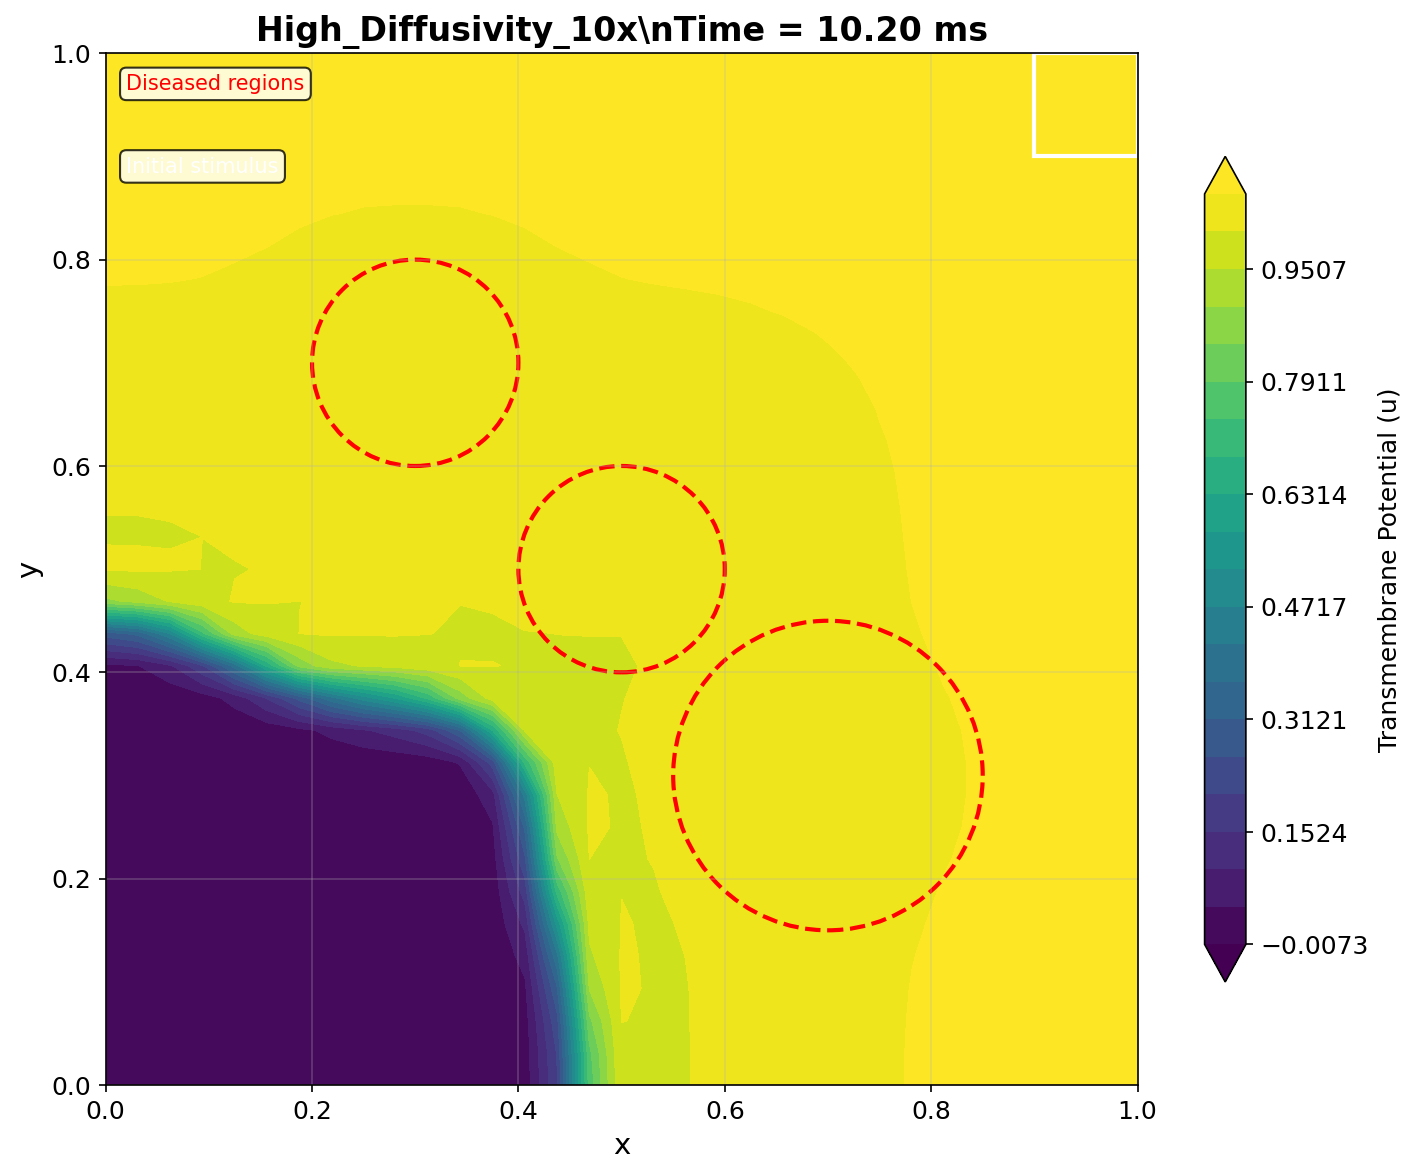 High_Diffusivity_10x\nTime = 10.20 ms
1.0
Diseased regions
Initial stimulus
0.8
0.6
0.4
0.2
0.0
y
0.0 0.2 0.4 0.6 0.8 1.0
x
0.9507
0.7911
0.6314
0.4717
0.3121
0.1524
−0.0073
Transmembrane Potential (u)